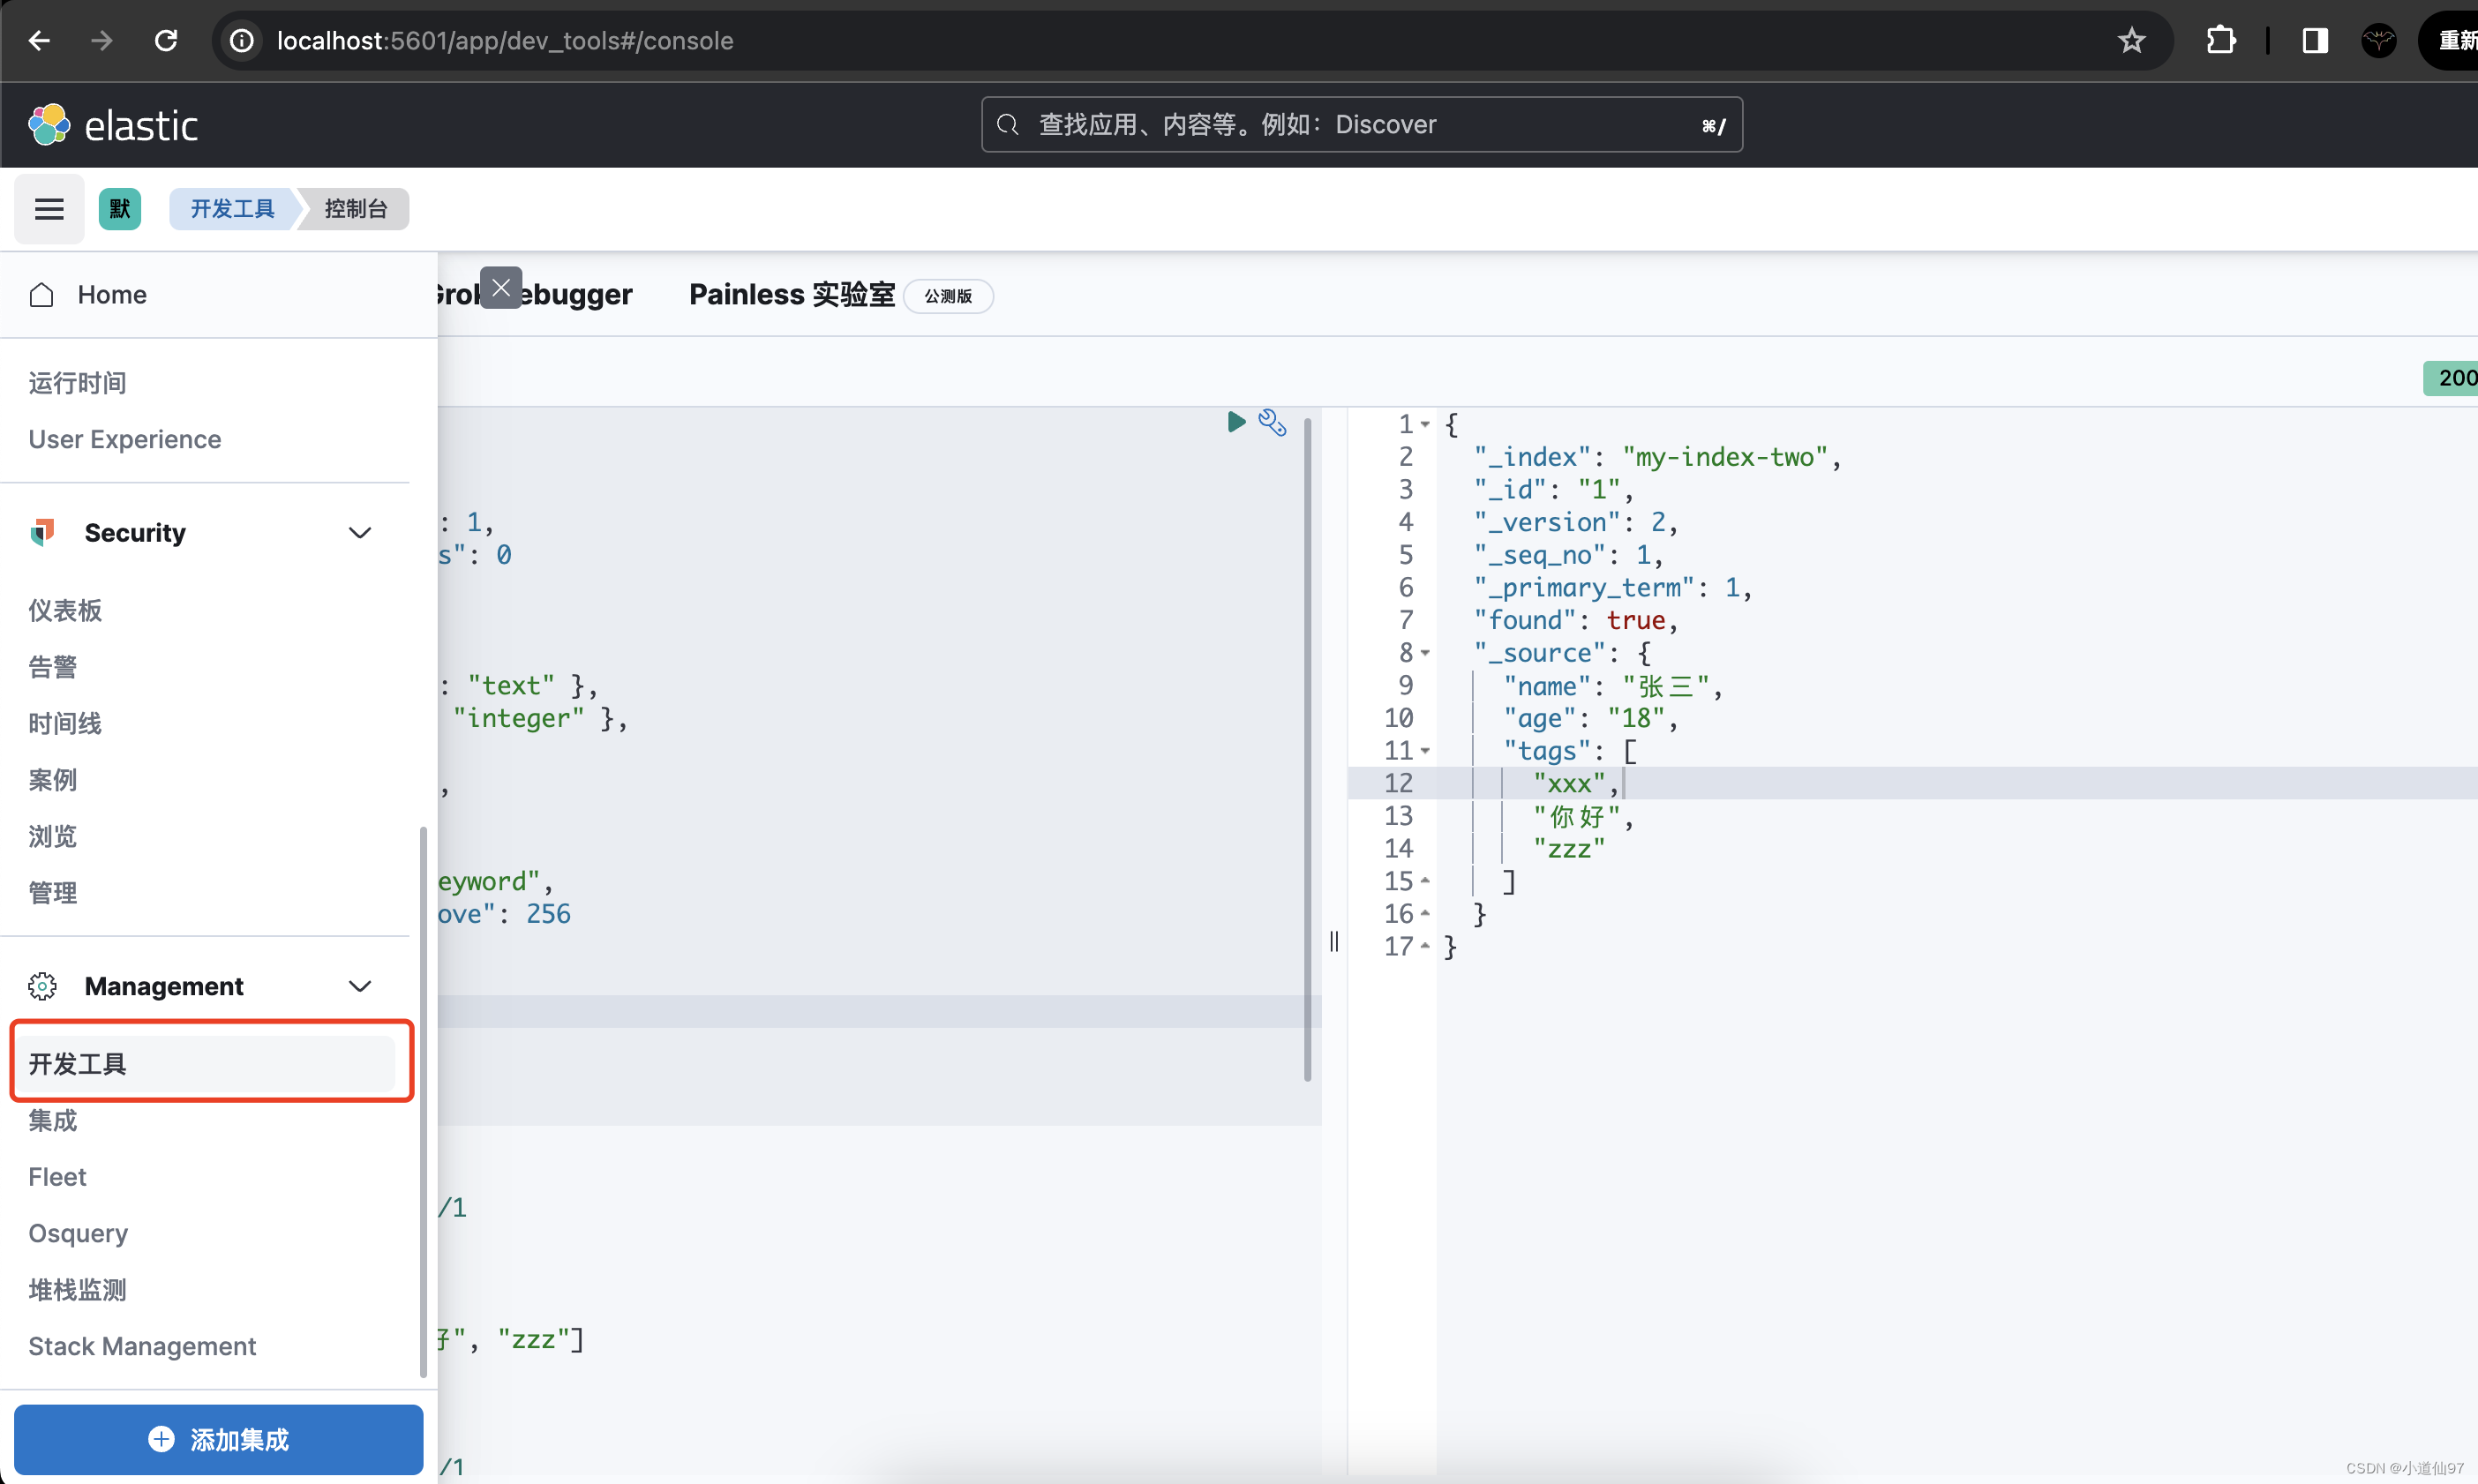 localhost:5601/app/dev_tools#/console
重新
elastic
查找应用、内容等。例如：Discover
⌘/
默
开发工具
控制台
Home
运行时间
User Experience
Security
仪表板
告警
时间线
案例
浏览
管理
Management
开发工具
集成
Fleet
Osquery
堆栈监测
Stack Management
添加集成
Grok
ebugger
Painless 实验室
公测版
200
: 1,
s": 0
: "text" },
"integer" },
,
eyword",
ove": 256
/1
", "zzz"]
/1
1 {
2 "_index": "my-index-two",
3 "_id": "1",
4 "_version": 2,
5 "_seq_no": 1,
6 "_primary_term": 1,
7 "found": true,
8 "_source": {
9 "name": "张三",
10 "age": "18",
11 "tags": [
12 "xxx",
13 "你好",
14 "zzz"
15 ]
16 }
17 }
CSDN @小道仙97